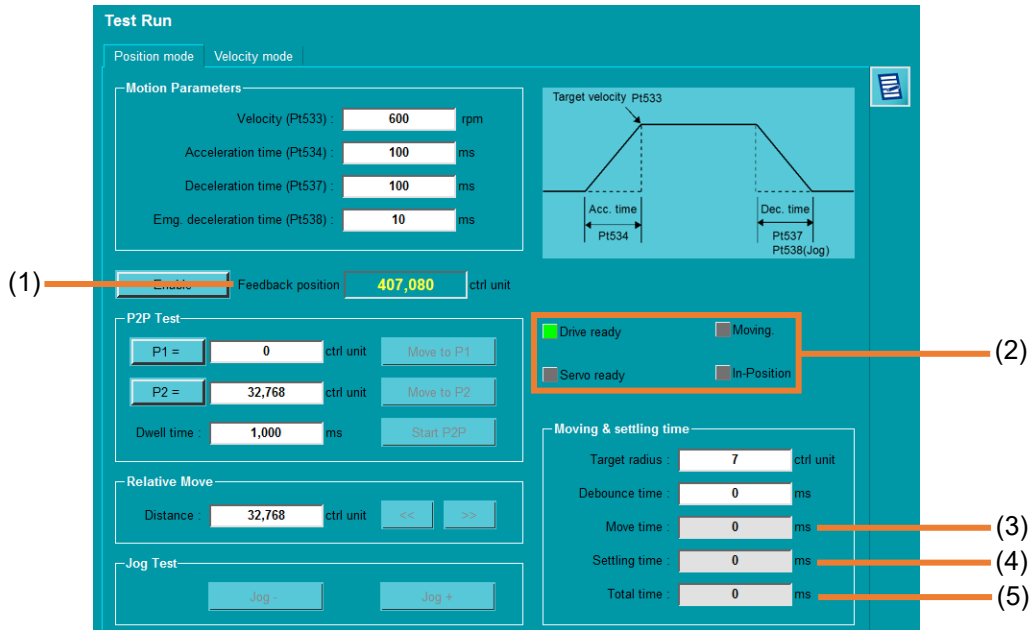 Test Run
Position mode
Velocity mode
Motion Parameters
Velocity (Pt533) : 600 rpm
Acceleration time (Pt534) : 100 ms
Deceleration time (Pt537) : 100 ms
Emg. deceleration time (Pt538) : 10 ms
Target velocity Pt533
Acc. time
Pt534
Dec. time
Pt537
Pt538(Jog)
(1)
Enable
Feedback position 407,080 ctrl unit
P2P Test
P1 = 0 ctrl unit Move to P1
P2 = 32,768 ctrl unit Move to P2
Dwell time : 1,000 ms Start P2P
Drive ready
Moving.
Servo ready
In-Position
(2)
Relative Move
Distance : 32,768 ctrl unit << >>
Jog Test
Jog - Jog +
Moving & settling time
Target radius : 7 ctrl unit
Debounce time : 0 ms
Move time : 0 ms (3)
Settling time : 0 ms (4)
Total time : 0 ms (5)